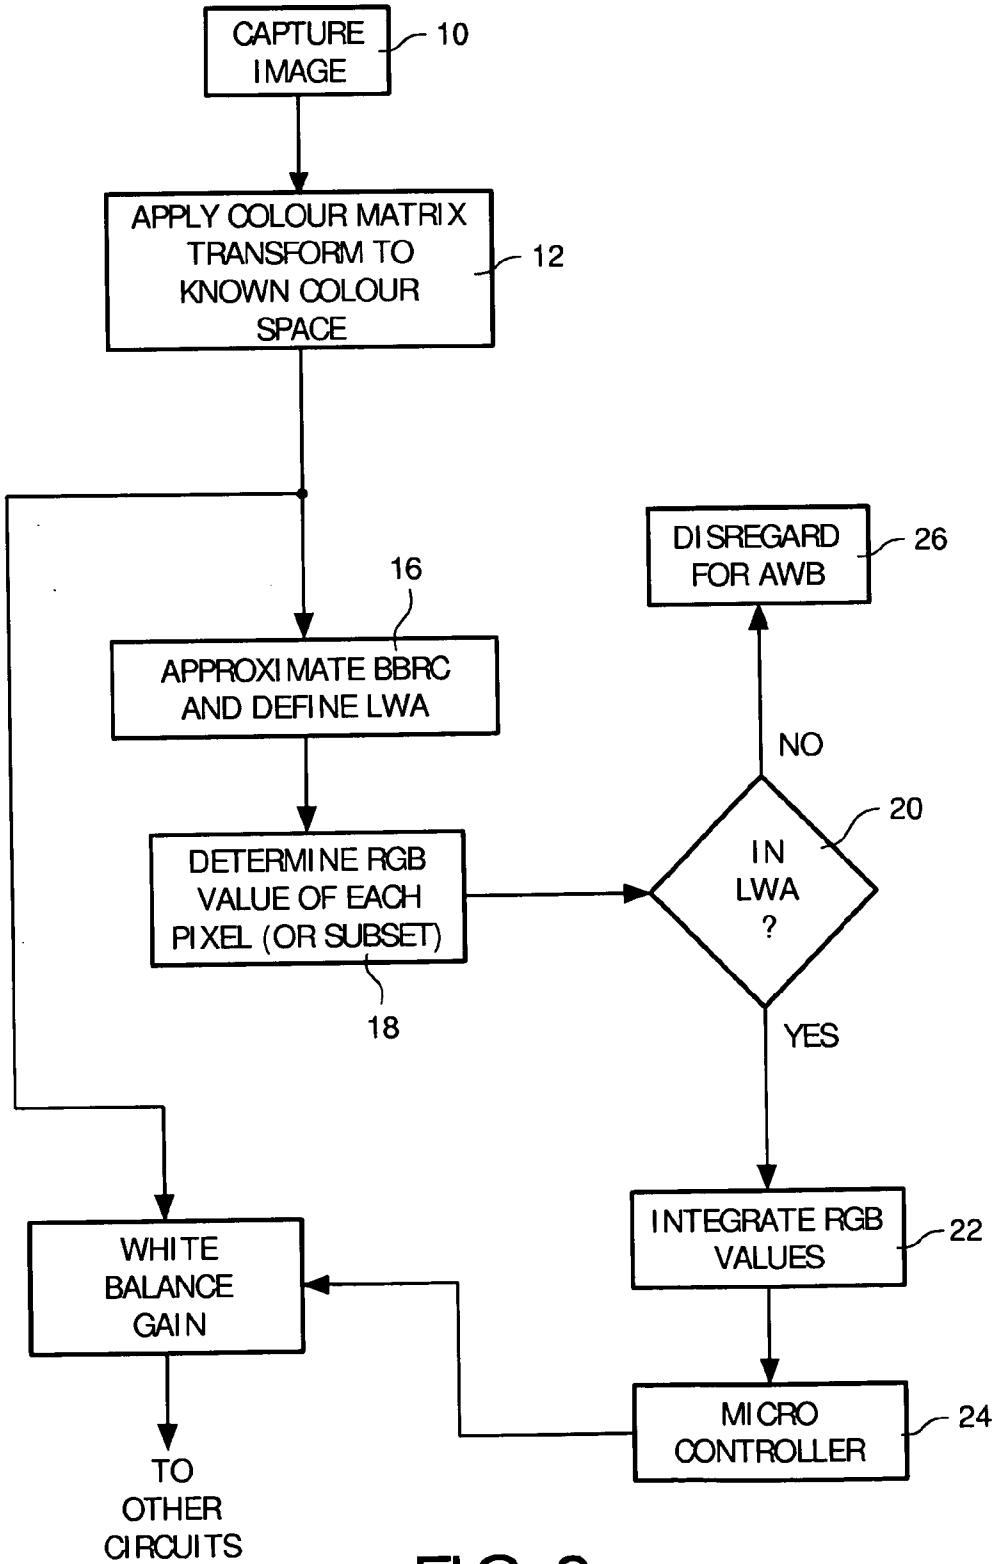 CAPTURE
IMAGE
10
APPLY COLOUR MATRIX
TRANSFORM TO
KNOWN COLOUR
SPACE
12
DISREGARD
FOR AWB
26
16
APPROXIMATE BBRC
AND DEFINE LWA
NO
20
IN
LWA
?
DETERMINE RGB
VALUE OF EACH
PIXEL (OR SUBSET)
18
YES
INTEGRATE RGB
VALUES
22
WHITE
BALANCE
GAIN
MICRO
CONTROLLER
24
TO
OTHER
CIRCUITS